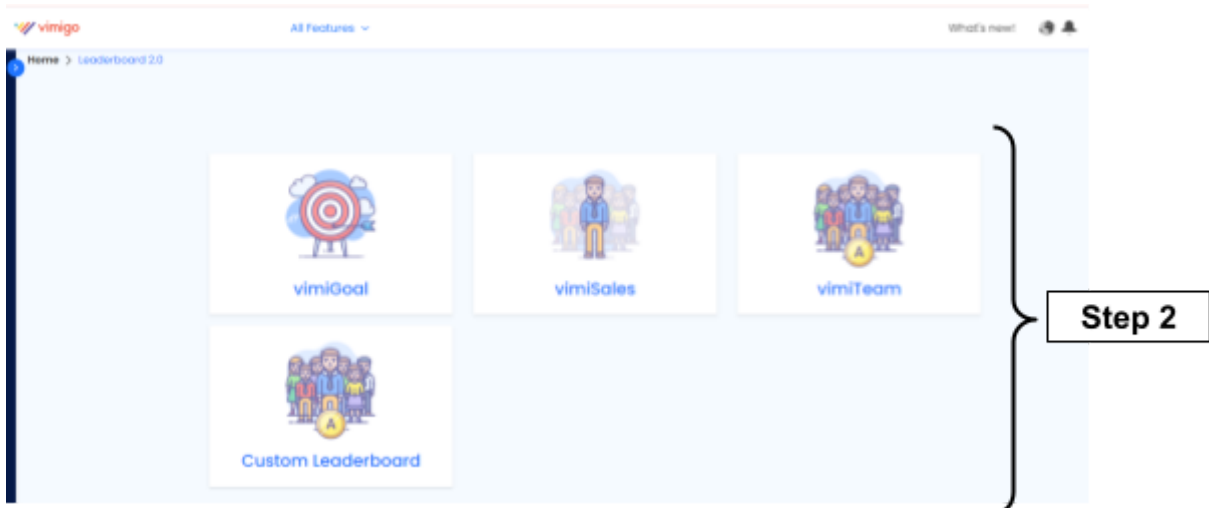 vimigo
All Features
What's new!
Home > Leaderboard 2.0
vimiGoal
vimiSales
vimiTeam
A
Step 2
A
Custom Leaderboard